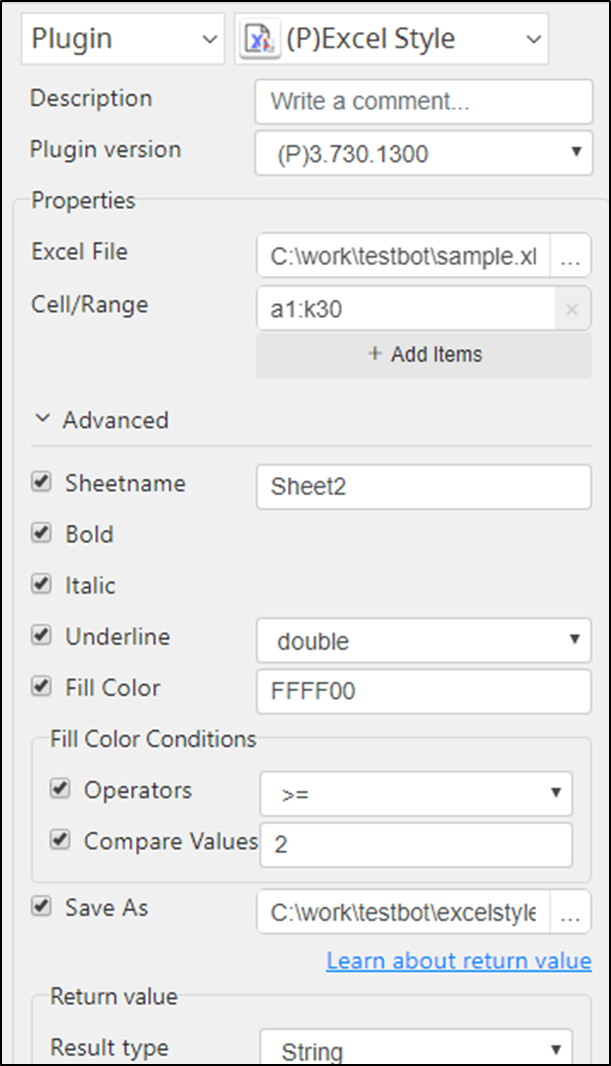 Plugin (P)Excel Style
Description Write a comment...
Plugin version (P)3.730.1300
Properties
Excel File C:\work\testbot\sample.xl ...
Cell/Range a1:k30 ×
+ Add Items
Advanced
Sheetname Sheet2
Bold
Italic
Underline double
Fill Color FFFF00
Fill Color Conditions
Operators >=
Compare Values 2
Save As C:\work\testbot\excelstyle ...
Learn about return value
Return value
Result type String